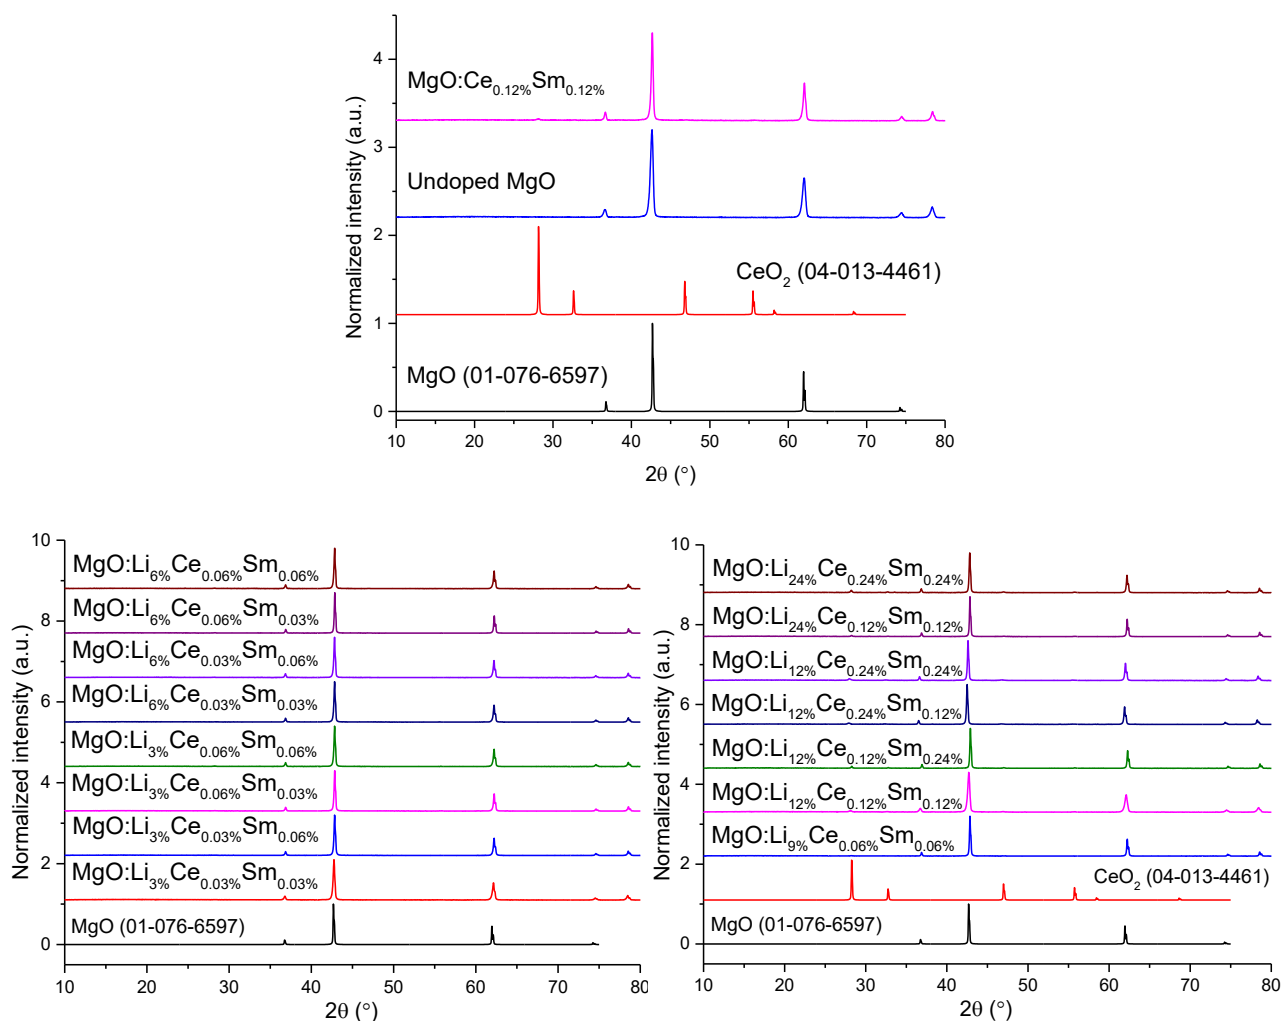 Normalized intensity (a.u.)
4
3
2
1
0
MgO:Ce0.12%Sm0.12%
Undoped MgO
CeO2 (04-013-4461)
MgO (01-076-6597)
10 20 30 40 50 60 70 80
2θ (°)
Normalized intensity (a.u.)
10
8
6
4
2
0
MgO:Li6%Ce0.06%Sm0.06%
MgO:Li6%Ce0.06%Sm0.03%
MgO:Li6%Ce0.03%Sm0.06%
MgO:Li6%Ce0.03%Sm0.03%
MgO:Li3%Ce0.06%Sm0.06%
MgO:Li3%Ce0.06%Sm0.03%
MgO:Li3%Ce0.03%Sm0.06%
MgO:Li3%Ce0.03%Sm0.03%
MgO (01-076-6597)
10 20 30 40 50 60 70 80
2θ (°)
Normalized intensity (a.u.)
10
8
6
4
2
0
MgO:Li24%Ce0.24%Sm0.24%
MgO:Li24%Ce0.12%Sm0.12%
MgO:Li12%Ce0.24%Sm0.24%
MgO:Li12%Ce0.24%Sm0.12%
MgO:Li12%Ce0.12%Sm0.24%
MgO:Li12%Ce0.12%Sm0.12%
MgO:Li9%Ce0.06%Sm0.06%
CeO2 (04-013-4461)
MgO (01-076-6597)
10 20 30 40 50 60 70 80
2θ (°)